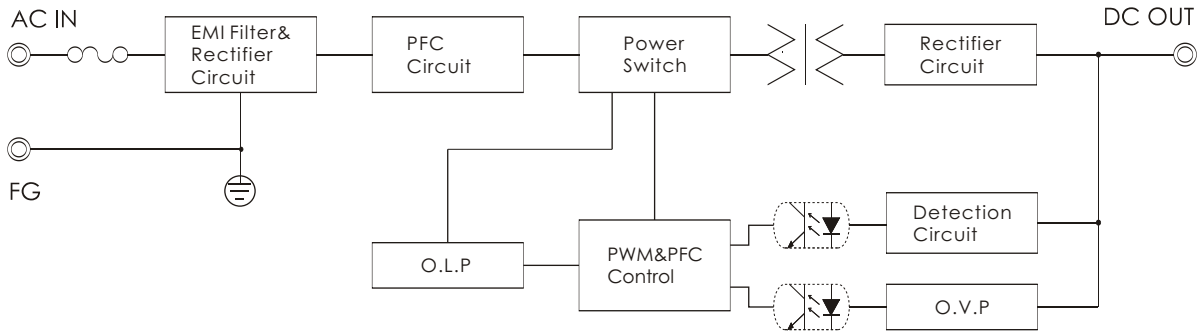 AC IN
EMI Filter&
Rectifier
Circuit
PFC
Circuit
Power
Switch
Rectifier
Circuit
DC OUT
FG
O.L.P
PWM&PFC
Control
Detection
Circuit
O.V.P